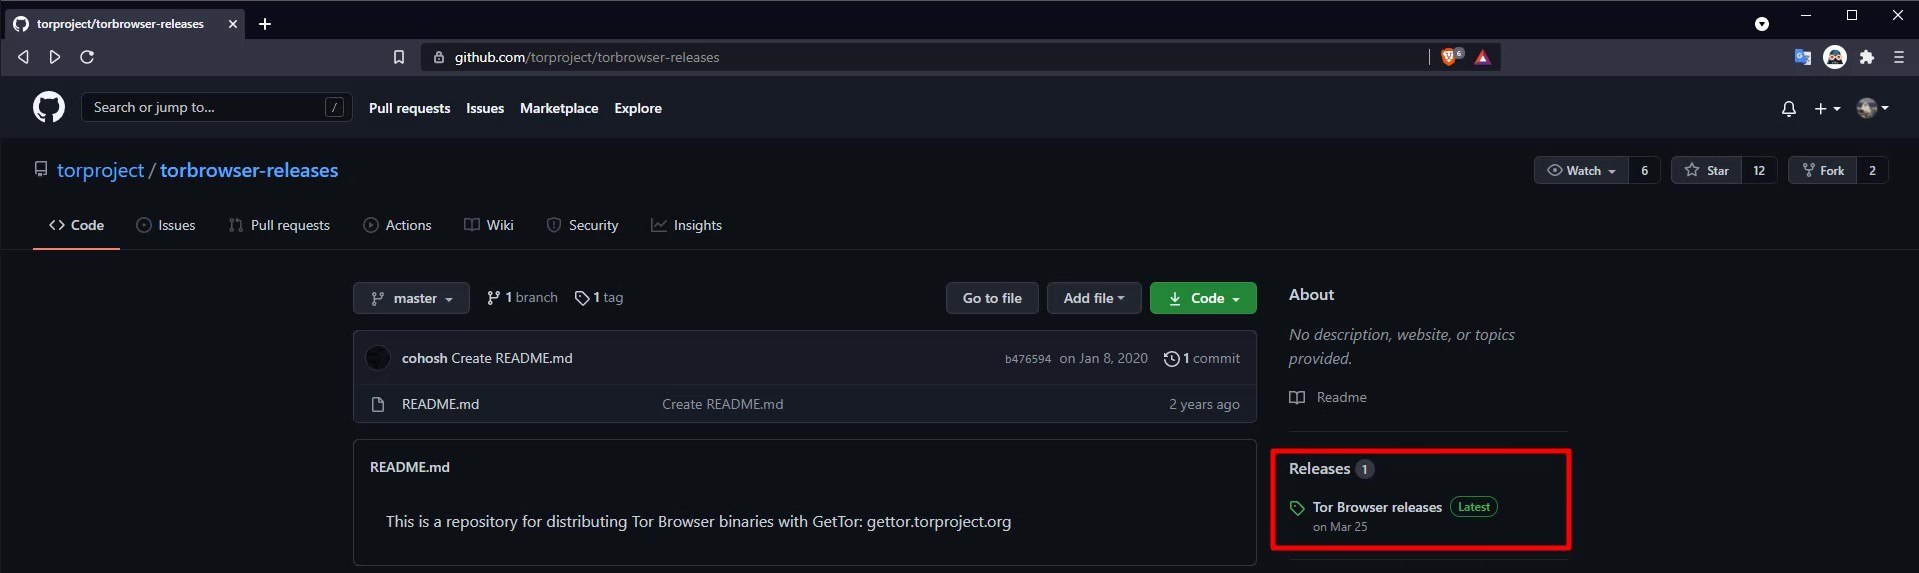 torproject/torbrowser-releases
github.com/torproject/torbrowser-releases
6
Search or jump to... /
Pull requests Issues Marketplace Explore
torproject / torbrowser-releases
Watch 6 Star 12 Fork 2
Code Issues Pull requests Actions Wiki Security Insights
master 1 branch 1 tag
Go to file Add file Code
cohosh Create README.md b476594 on Jan 8, 2020 1 commit
README.md Create README.md 2 years ago
README.md
This is a repository for distributing Tor Browser binaries with GetTor: gettor.torproject.org
About
No description, website, or topics
provided.
Readme
Releases 1
Tor Browser releases Latest
on Mar 25